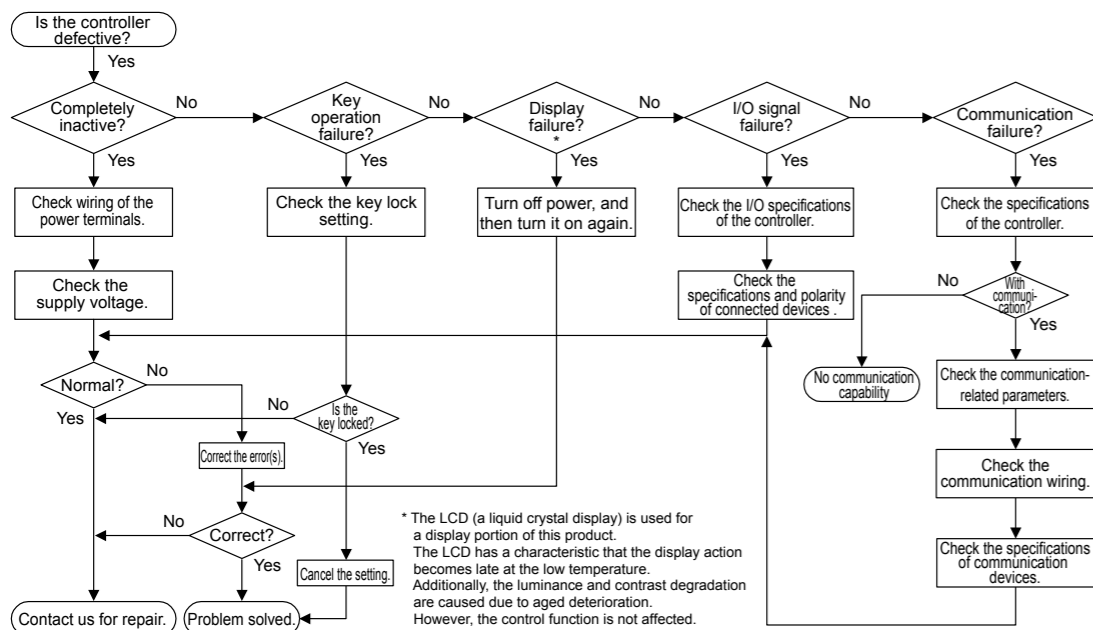 Is the controller
defective?
Yes
Completely
inactive?
No
Key
operation
failure?
No
Display
failure?
*
No
I/O signal
failure?
No
Communication
failure?
Yes
Yes
Yes
Yes
Yes
Check wiring of the
power terminals.
Check the key lock
setting.
Turn off power, and
then turn it on again.
Check the I/O specifications
of the controller.
Check the specifications
of the controller.
Check the
supply voltage.
Check the
specifications and polarity
of connected devices .
No
With
communi-
cation?
Yes
No communication
capability
Check the communication-
related parameters.
Normal?
No
Yes
No
Is the
key locked?
Yes
Correct the error(s).
Check the
communication wiring.
No
Correct?
Yes
Cancel the setting.
Check the specifications
of communication
devices.
* The LCD (a liquid crystal display) is used for
a display portion of this product.
The LCD has a characteristic that the display action
becomes late at the low temperature.
Additionally, the luminance and contrast degradation
are caused due to aged deterioration.
However, the control function is not affected.
Contact us for repair.
Problem solved.